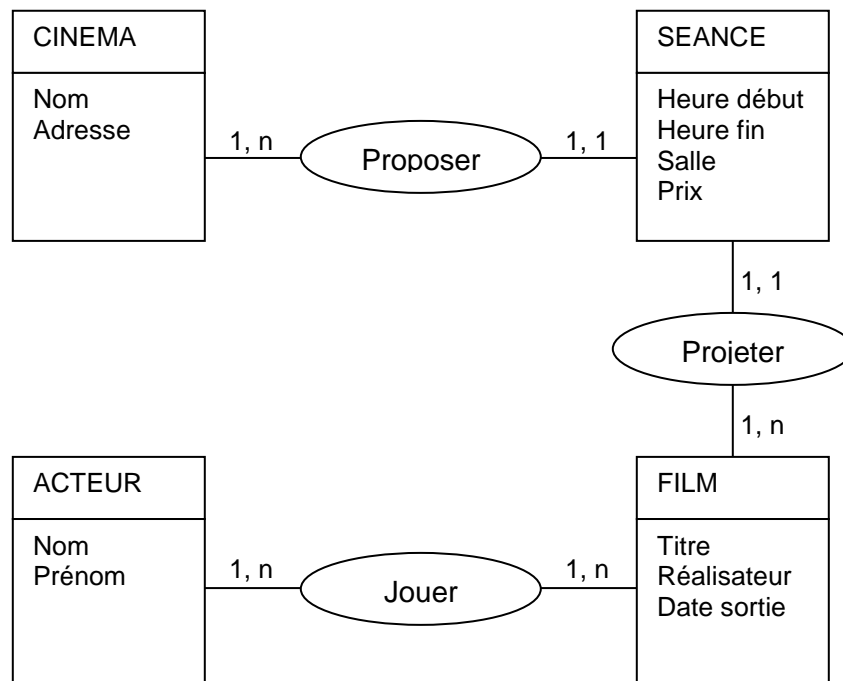 CINEMA
Nom
Adresse
1, n
Proposer
1, 1
SEANCE
Heure début
Heure fin
Salle
Prix
1, 1
Projeter
1, n
ACTEUR
Nom
Prénom
1, n
Jouer
1, n
FILM
Titre
Réalisateur
Date sortie